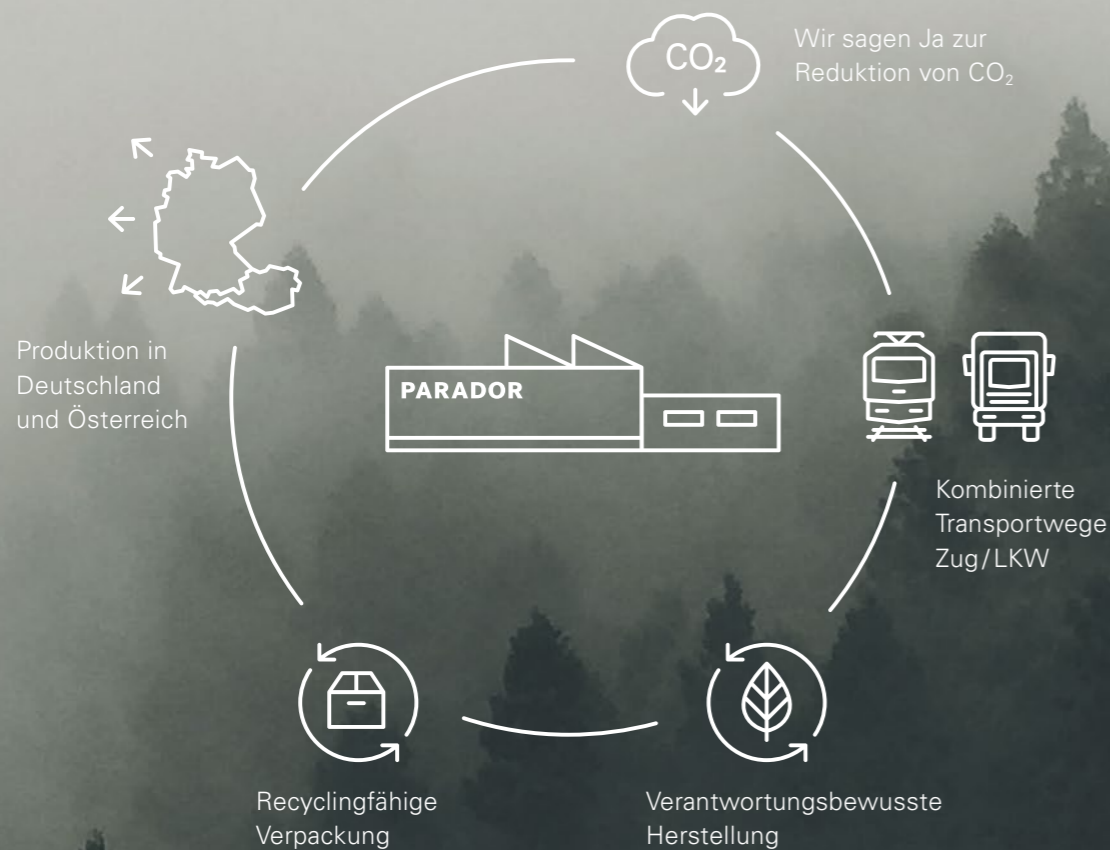 CO₂
Wir sagen Ja zur
Reduktion von CO₂
Produktion in
Deutschland
und Österreich
PARADOR
Kombinierte
Transportwege
Zug/LKW
Recyclingfähige
Verpackung
Verantwortungsbewusste
Herstellung